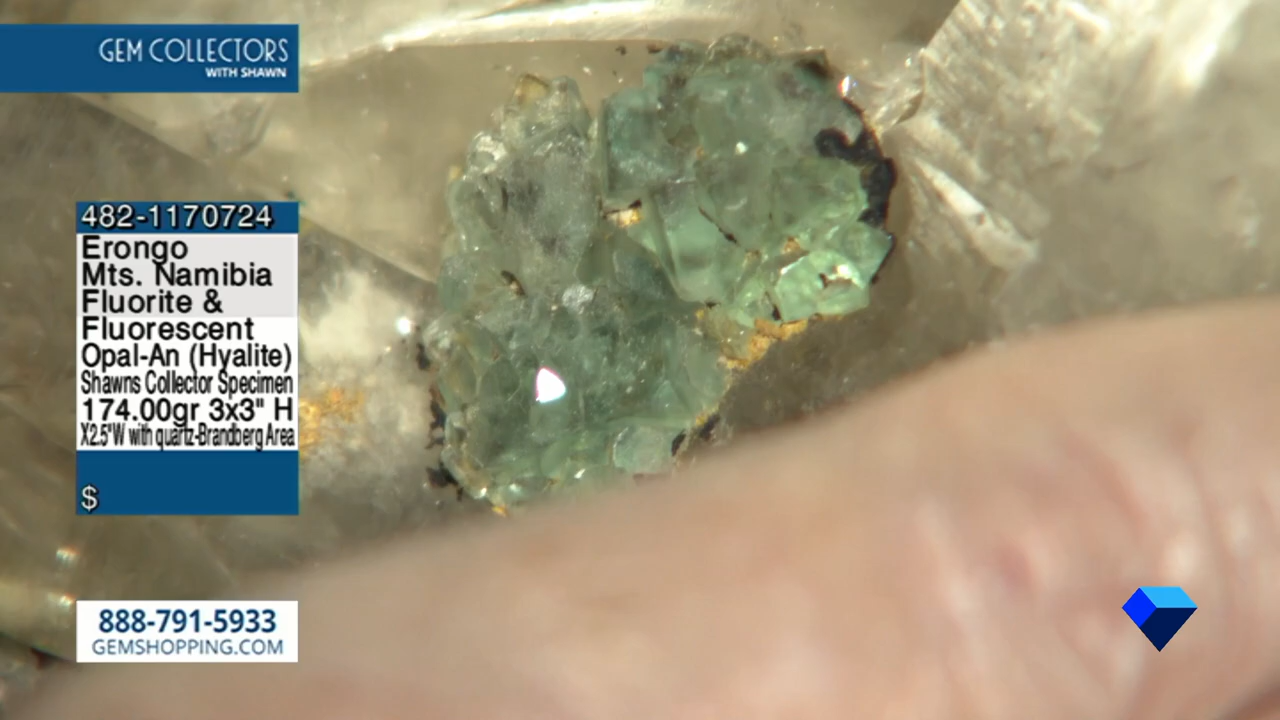 GEM COLLECTORS
WITH SHAWN
482-1170724
Erongo
Mts. Namibia
Fluorite &
Fluorescent
Opal-An (Hyalite)
Shawns Collector Specimen
174.00gr 3x3" H
X2.5"W with quartz-Brandberg Area
$
888-791-5933
GEMSHOPPING.COM